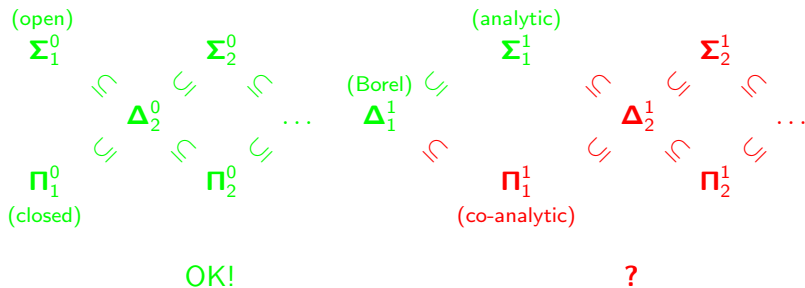 (open) (analytic)
𝚺⁰₁ 𝚺⁰₂ 𝚺¹₁ 𝚺¹₂
⊆ ⊆ ⊆ (Borel) ⊆ ⊆ ⊆ ⊆
𝚫⁰₂ … 𝚫¹₁ 𝚫¹₂ …
⊆ ⊆ ⊆ ⊆ ⊆ ⊆ ⊆
𝚷⁰₁ 𝚷⁰₂ 𝚷¹₁ 𝚷¹₂
(closed) (co-analytic)
OK! ?